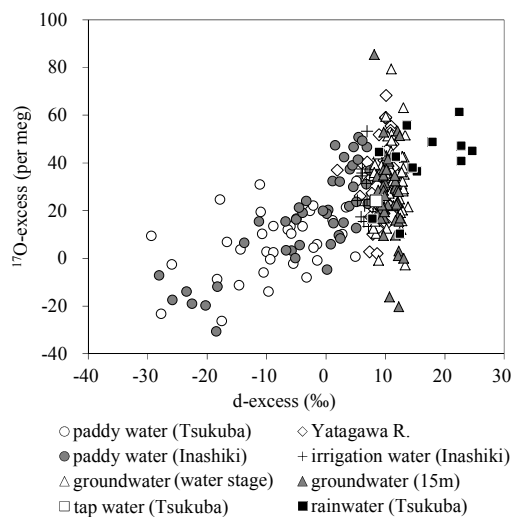 100
80
60
40
20
0
-20
-40
-40 -30 -20 -10 0 10 20 30
¹⁷O-excess (per meg)
d-excess (‰)
paddy water (Tsukuba) Yatagawa R.
paddy water (Inashiki) irrigation water (Inashiki)
groundwater (water stage) groundwater (15m)
tap water (Tsukuba) rainwater (Tsukuba)